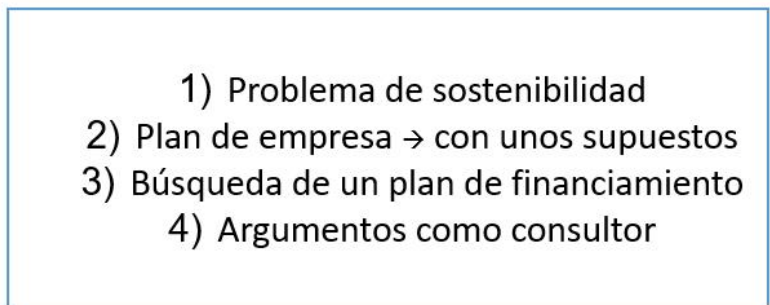 1) Problema de sostenibilidad
2) Plan de empresa → con unos supuestos
3) Búsqueda de un plan de financiamiento
4) Argumentos como consultor